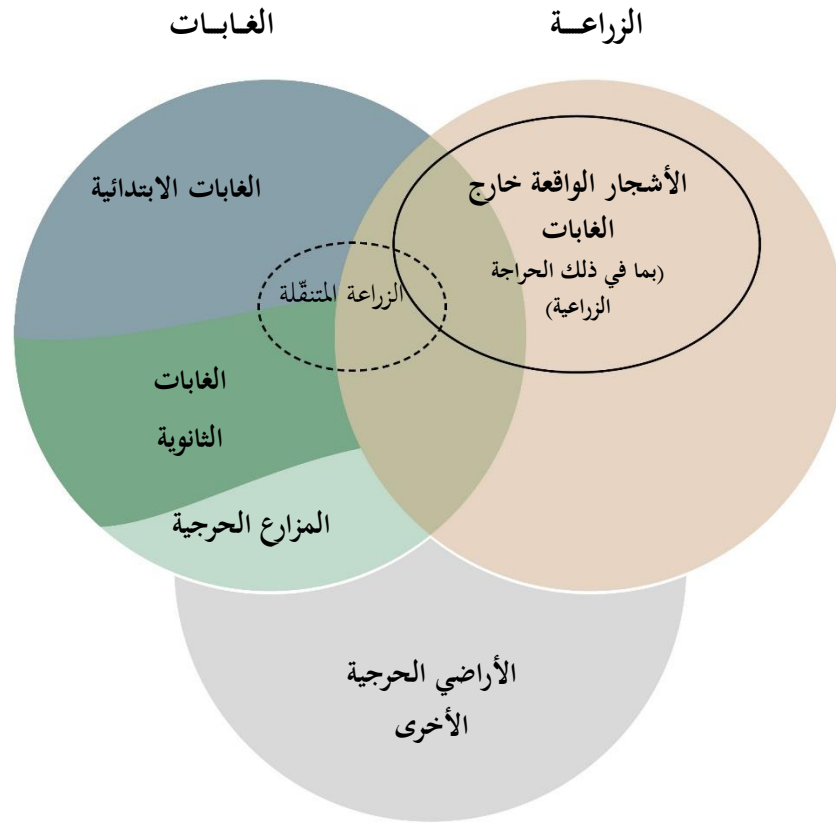 الزراعــة
الغـابــات
الأشجار الواقعة خارج
الغابات
(بما في ذلك الحراجة
الزراعية)
الغابات الابتدائية
الزراعة المتنقّلة
الغابات
الثانوية
المزارع الحرجية
الأراضي الحرجية
الأخرى